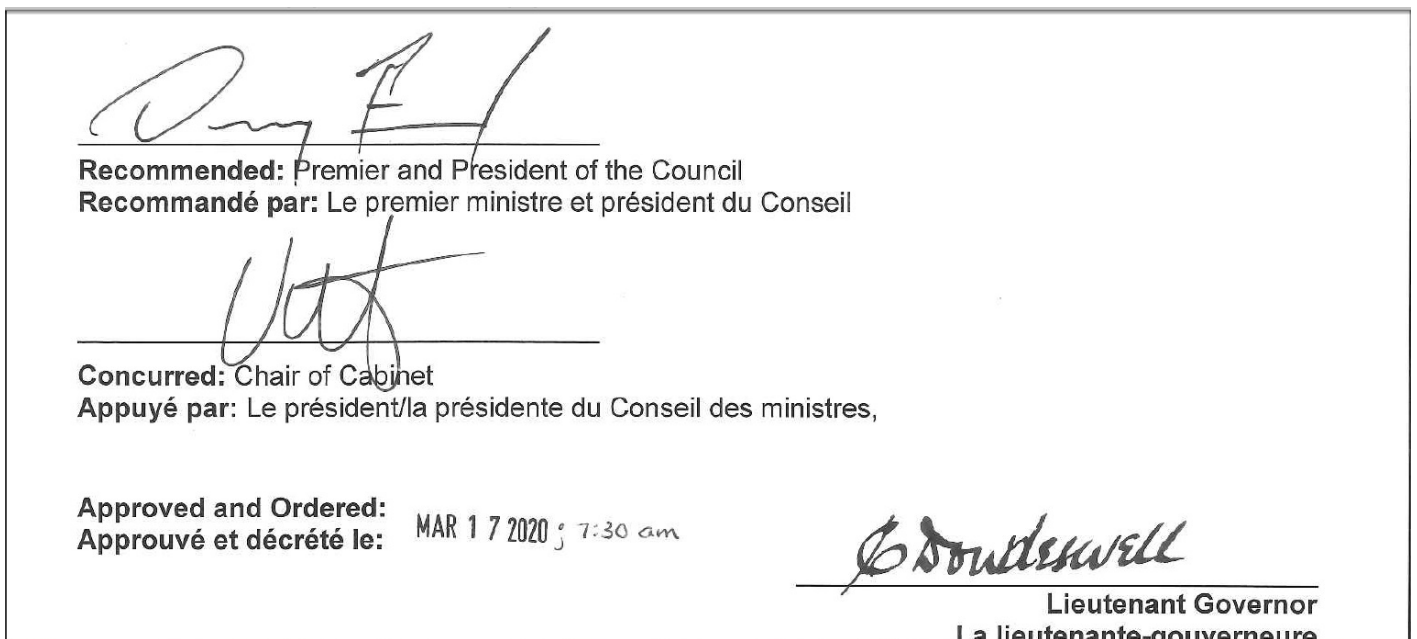 Recommended: Premier and President of the Council
Recommandé par: Le premier ministre et président du Conseil
Concurred: Chair of Cabinet
Appuyé par: Le président/la présidente du Conseil des ministres,
Approved and Ordered:
Approuvé et décrété le: MAR 17 2020 ; 7:30 am
EDowdeswell
Lieutenant Governor
La lieutenante-gouverneure